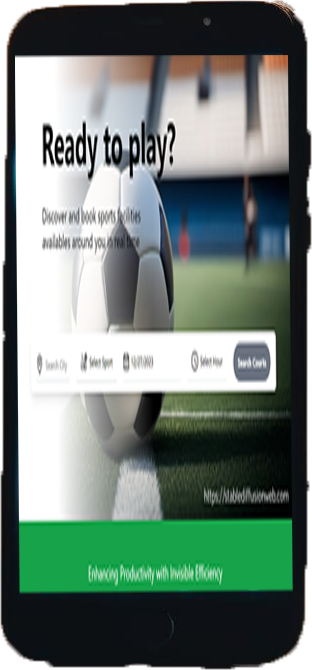 Ready to play?
Discover and book sports facilities
availables around you in real time
Search City
Select Sport
12/27/2023
Select Hour
Search Courts
https://stablediffusionweb.com
Enhancing Productivity with Invisible Efficiency